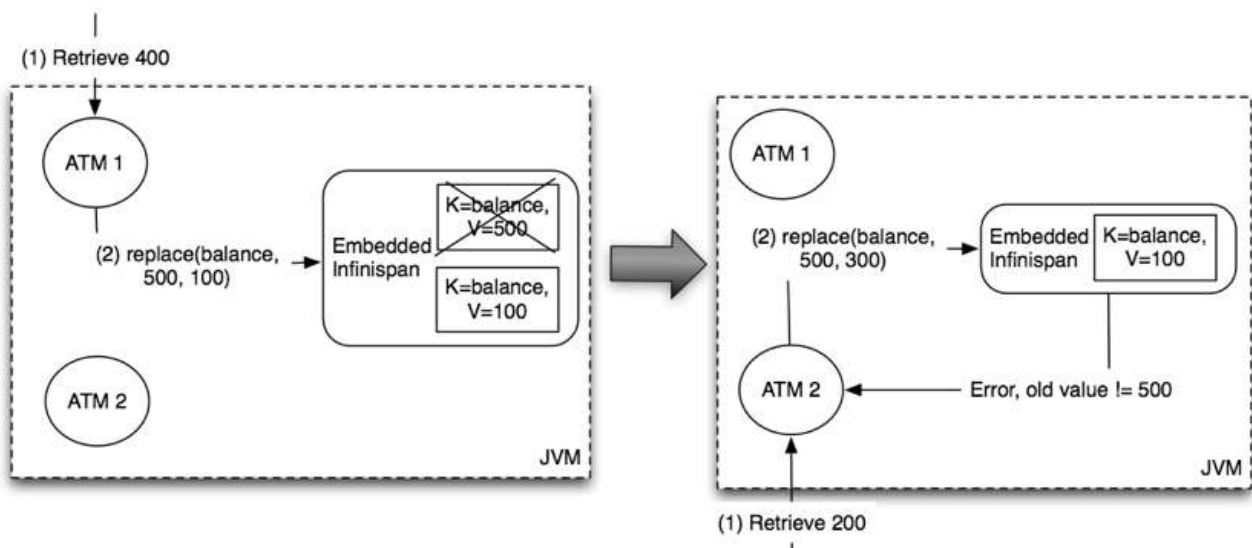 (1) Retrieve 400
ATM 1
K=balance,
V=500
(2) replace(balance,
500, 100)
Embedded
Infinispan
K=balance,
V=100
ATM 2
JVM
ATM 1
(2) replace(balance,
500, 300)
Embedded
Infinispan
K=balance,
V=100
ATM 2
Error, old value != 500
JVM
(1) Retrieve 200